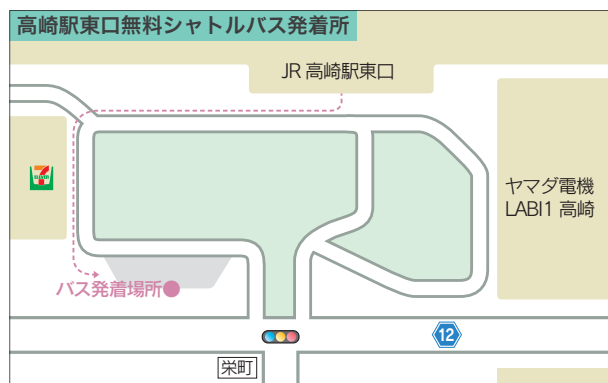 高崎駅東口無料シャトルバス発着所
JR 高崎駅東口
7
ELEVEN
ヤマダ電機
LABI1 高崎
バス発着場所
12
栄町